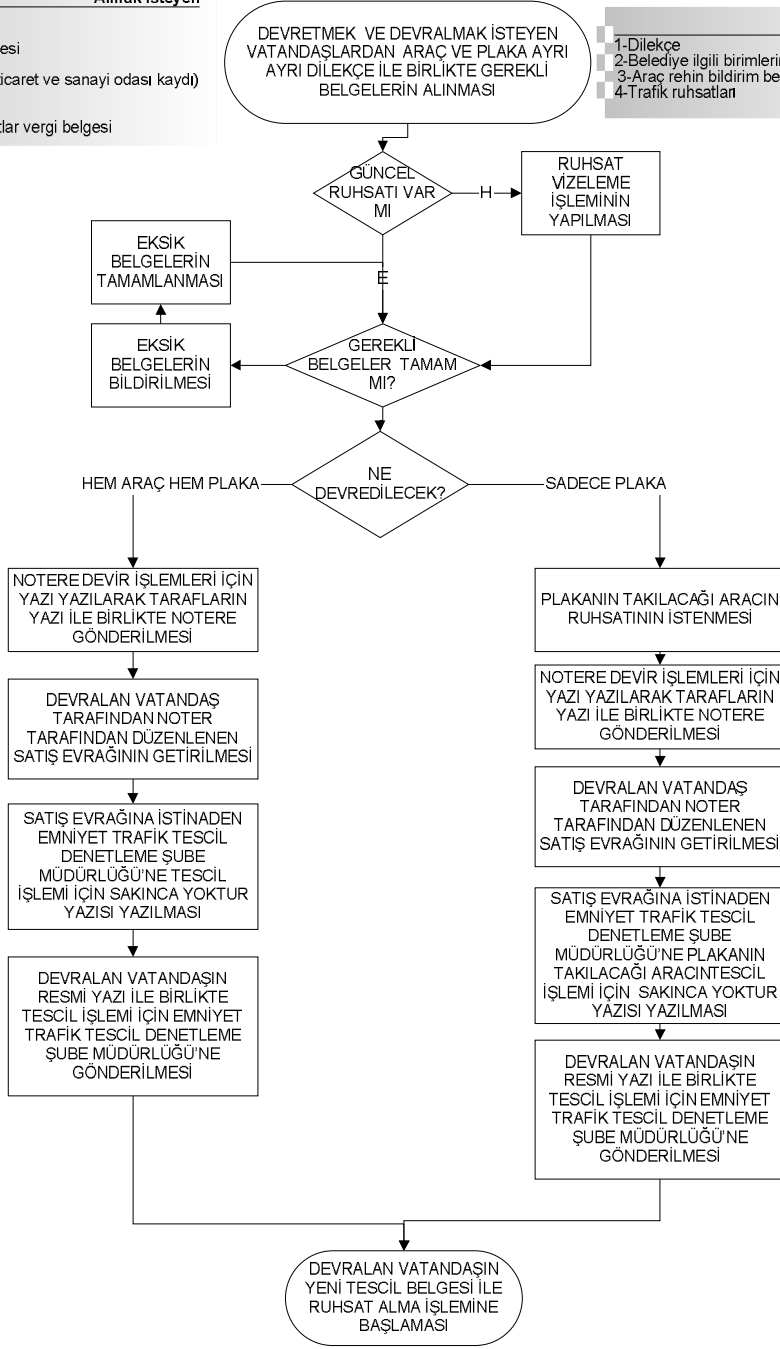 Almak İsteyen
ticaret ve sanayi odası kaydı)
vergi belgesi
DEVRETMEK VE DEVRALMAK İSTEYEN
VATANDAŞLARDAN ARAÇ VE PLAKA AYRI
AYRI DİLEKÇE İLE BİRLİKTE GEREKLİ
BELGELERİN ALINMASI
1-Dilekçe
2-Belediye ilgili
3-Araç rehin bildirim
4-Trafik ruhsatları
GÜNCEL
RUHSATI VAR
MI
H
RUHSAT
VİZELEME
İŞLEMİNİN
YAPILMASI
EKSİK
BELGELERİN
TAMAMLANMASI
E
EKSİK
BELGELERİN
BİLDİRİLMESİ
GEREKLİ
BELGELER TAMAM
MI?
NE
DEVREDİLECEK?
HEM ARAÇ HEM PLAKA
SADECE PLAKA
NOTERE DEVİR İŞLEMLERİ İÇİN
YAZI YAZILARAK TARAFLARIN
YAZI İLE BİRLİKTE NOTERE
GÖNDERİLMESİ
DEVRALAN VATANDAŞ
TARAFINDAN NOTER
TARAFINDAN DÜZENLENEN
SATIŞ EVRAĞININ GETİRİLMESİ
SATIŞ EVRAĞINA İSTİNADEN
EMNİYET TRAFİK TESCİL
DENETLEME ŞUBE
MÜDÜRLÜĞÜ'NE TESCİL
İŞLEMİ İÇİN SAKINCA YOKTUR
YAZISI YAZILMASI
DEVRALAN VATANDAŞIN
RESMİ YAZI İLE BİRLİKTE
TESCİL İŞLEMİ İÇİN EMNİYET
TRAFİK TESCİL DENETLEME
ŞUBE MÜDÜRLÜĞÜ'NE
GÖNDERİLMESİ
PLAKANIN TAKILACAĞI ARACIN
RUHSATININ İSTENMESİ
NOTERE DEVİR İŞLEMLERİ İÇİN
YAZI YAZILARAK TARAFLARIN
YAZI İLE BİRLİKTE NOTERE
GÖNDERİLMESİ
DEVRALAN VATANDAŞ
TARAFINDAN NOTER
TARAFINDAN DÜZENLENEN
SATIŞ EVRAĞININ GETİRİLMESİ
SATIŞ EVRAĞINA İSTİNADEN
EMNİYET TRAFİK TESCİL
DENETLEME ŞUBE
MÜDÜRLÜĞÜ'NE PLAKANIN
TAKILACAĞI ARACINTESCİL
İŞLEMİ İÇİN SAKINCA YOKTUR
YAZISI YAZILMASI
DEVRALAN VATANDAŞIN
RESMİ YAZI İLE BİRLİKTE
TESCİL İŞLEMİ İÇİN EMNİYET
TRAFİK TESCİL DENETLEME
ŞUBE MÜDÜRLÜĞÜ'NE
GÖNDERİLMESİ
DEVRALAN VATANDAŞIN
YENİ TESCİL BELGESİ İLE
RUHSAT ALMA İŞLEMİNE
BAŞLAMASI